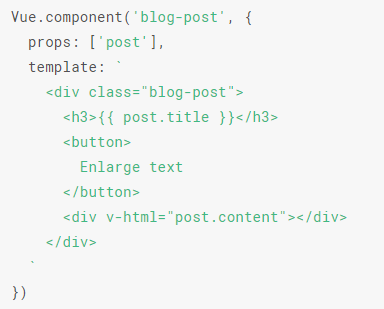 Vue.component('blog-post', {
  props: ['post'],
  template: `
    <div class="blog-post">
      <h3>{{ post.title }}</h3>
      <button>
        Enlarge text
      </button>
      <div v-html="post.content"></div>
    </div>
  `
})